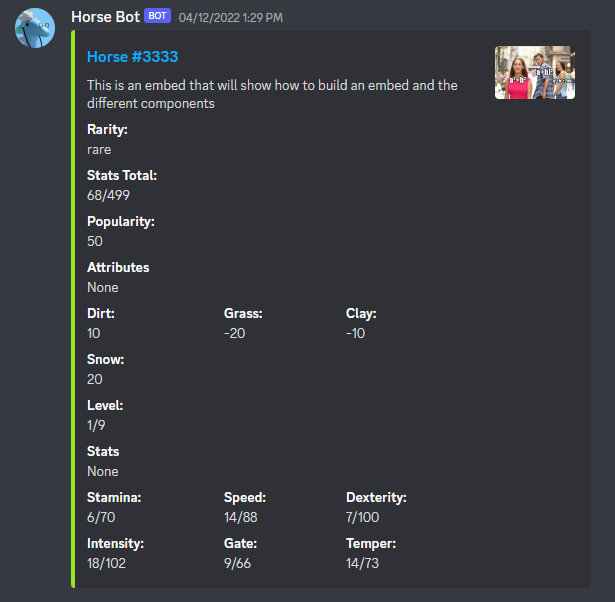 Horse Bot BOT 04/12/2022 1:29 PM
Horse #3333
This is an embed that will show how to build an embed and the
different components
Rarity:
rare
Stats Total:
68/499
Popularity:
50
Attributes
None
Dirt: Grass: Clay:
10 -20 -10
Snow:
20
Level:
1/9
Stats
None
Stamina: Speed: Dexterity:
6/70 14/88 7/100
Intensity: Gate: Temper:
18/102 9/66 14/73